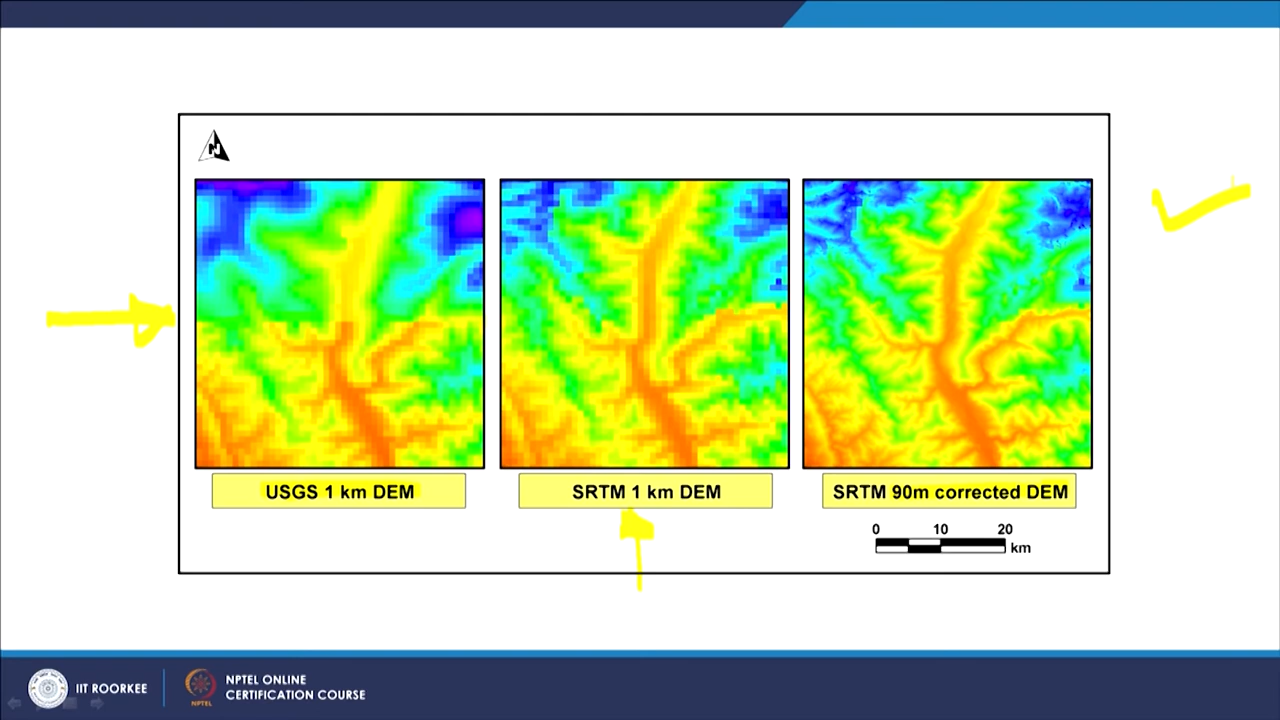 N
USGS 1 km DEM
SRTM 1 km DEM
SRTM 90m corrected DEM
0 10 20
km
IIT ROORKEE
NPTEL
NPTEL ONLINE
CERTIFICATION COURSE